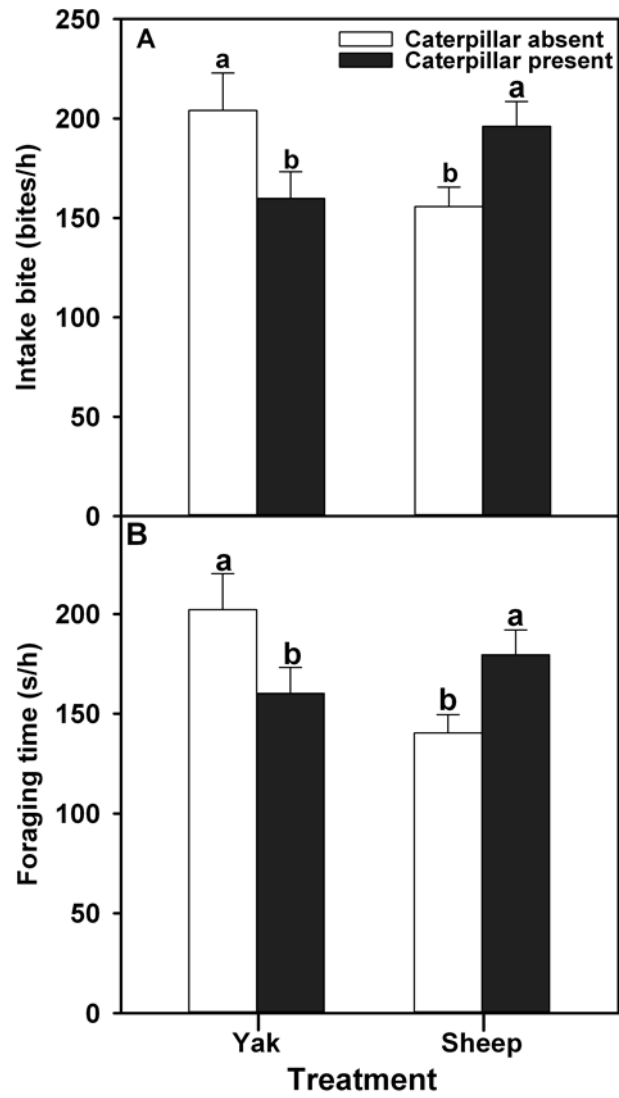 A
Caterpillar absent
Caterpillar present
250
200
150
100
50
0
Intake bite (bites/h)
a
b
b
a
B
200
150
100
50
0
Foraging time (s/h)
a
b
b
a
Yak
Sheep
Treatment